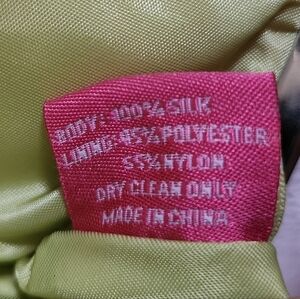 BODY: 100% SILK
LINING: 45% POLYESTER
55% NYLON
DRY CLEAN ONLY
MADE IN CHINA